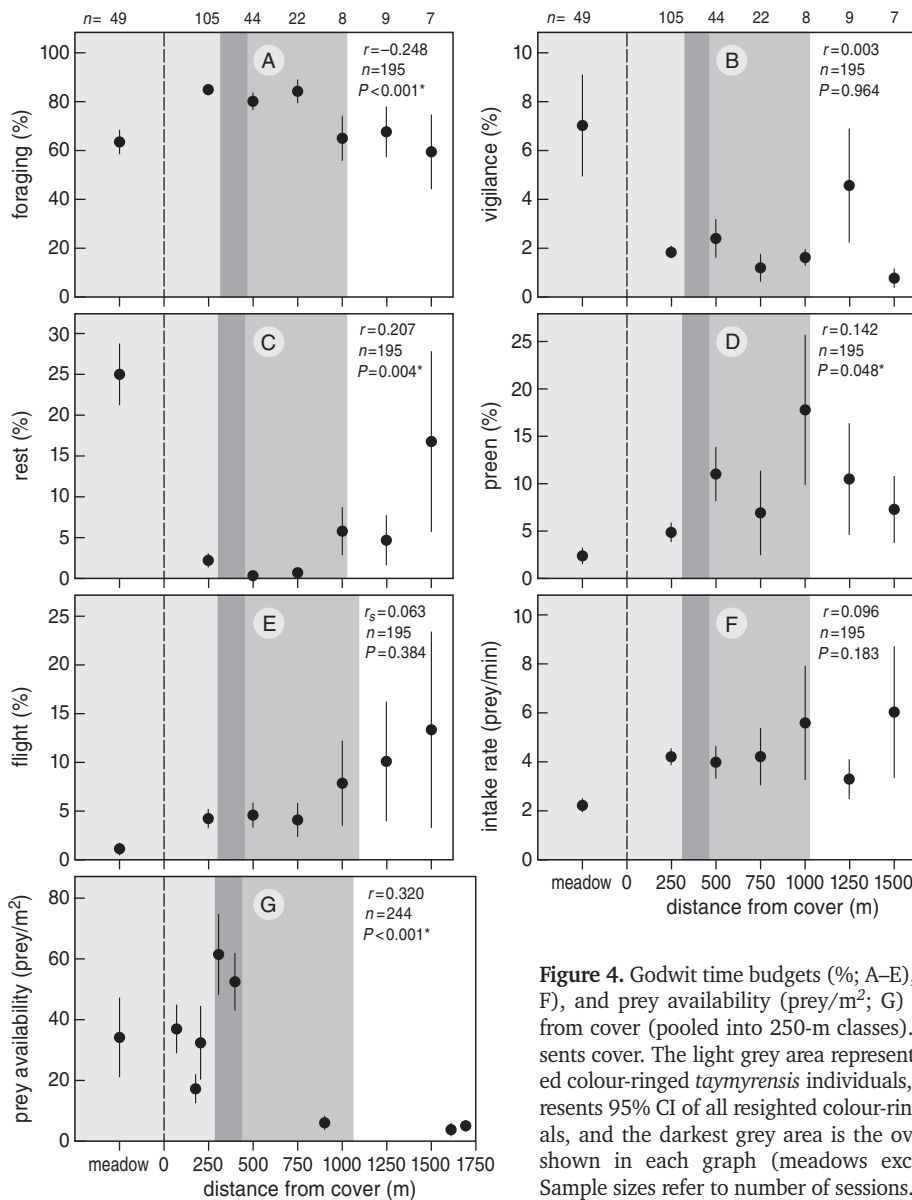 n= 49 105 44 22 8 9 7
n= 49 105 44 22 8 9 7
A
r=–0.248
n=195
P<0.001*
foraging (%)
100
80
60
40
20
0
B
r=0.003
n=195
P=0.964
vigilance (%)
10
8
6
4
2
0
C
r=0.207
n=195
P=0.004*
rest (%)
30
25
20
15
10
5
0
D
r=0.142
n=195
P=0.048*
preen (%)
25
20
15
10
5
0
E
rs=0.063
n=195
P=0.384
flight (%)
25
20
15
10
5
0
F
r=0.096
n=195
P=0.183
intake rate (prey/min)
10
8
6
4
2
0
meadow 0 250 500 750 1000 1250 1500
distance from cover (m)
G
r=0.320
n=244
P<0.001*
prey availability (prey/m²)
80
60
40
20
0
meadow 0 250 500 750 1000 1250 1500 1750
distance from cover (m)
Figure 4. Godwit time budgets (%; A–E),
F), and prey availability (prey/m²; G)
from cover (pooled into 250-m classes).
sents cover. The light grey area represent
ed colour-ringed taymyrensis individuals,
resents 95% CI of all resighted colour-rin
als, and the darkest grey area is the ov
shown in each graph (meadows exc
Sample sizes refer to number of sessions.